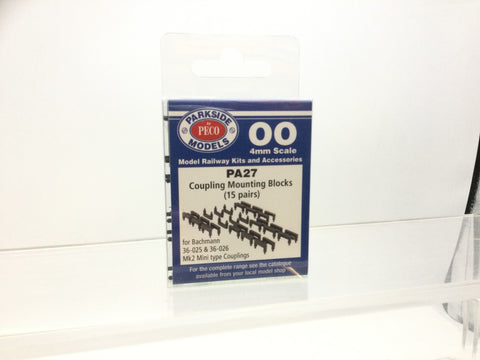 PARKSIDE
by
PECO
MODELS
OO
4mm Scale
Model Railway Kits and Accessories
PA27
Coupling Mounting Blocks
(15 pairs)
for Bachmann
36-025 & 36-026
Mk2 Mini type Couplings
For the complete range see the catalogue
available from your local model shop